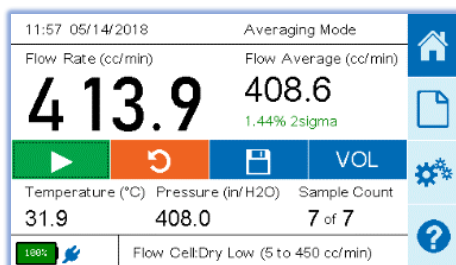 11:57 05/14/2018 Averaging Mode
Flow Rate (cc/min) Flow Average (cc/min)
413.9 408.6
1.44% 2sigma
VOL
Temperature (°C) Pressure (in/H2O) Sample Count
31.9 408.0 7 of 7
100% Flow Cell:Dry Low (5 to 450 cc/min)
?